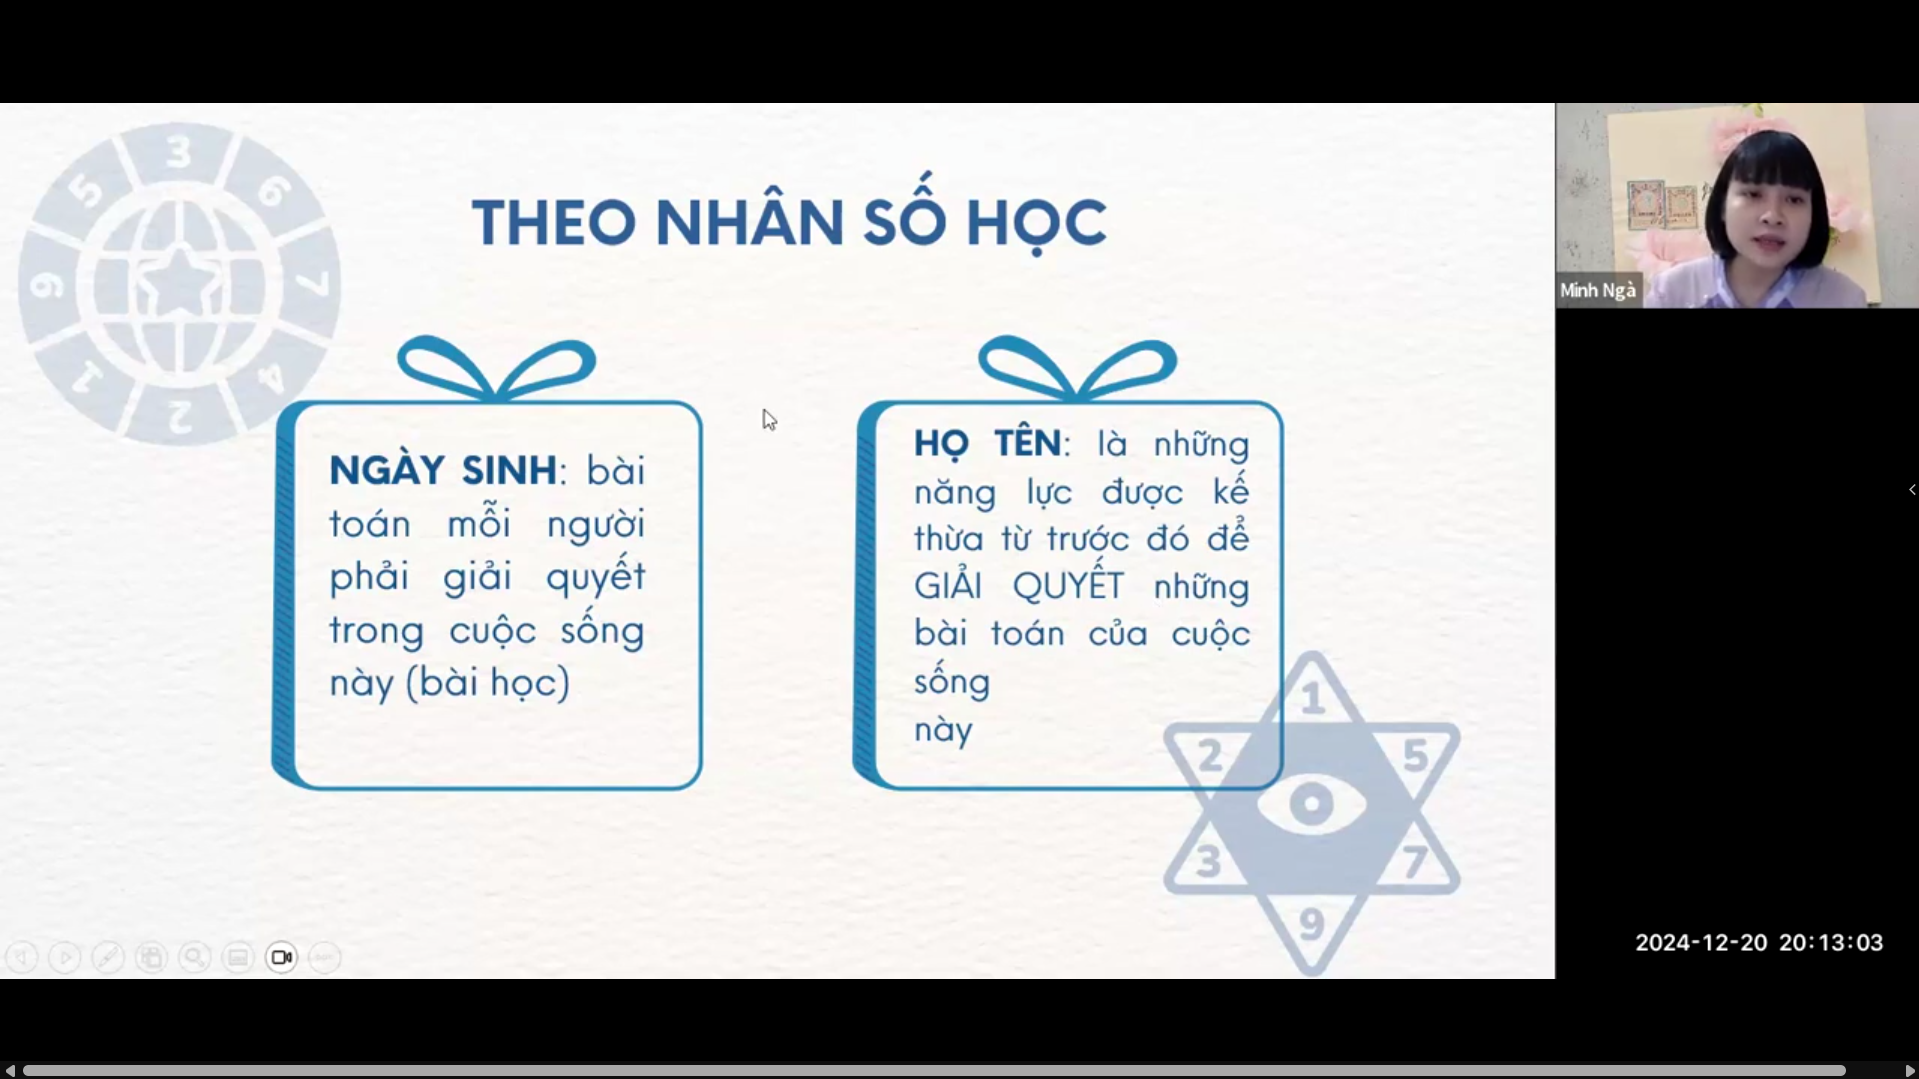 THEO NHÂN SỐ HỌC
3
5
6
9
7
1
4
2
NGÀY SINH: bài
toán mỗi người
phải giải quyết
trong cuộc sống
này (bài học)
HỌ TÊN: là những
năng lực được kế
thừa từ trước đó để
GIẢI QUYẾT những
bài toán của cuộc
sống
này
1
2
5
3
7
9
Minh Ngà
2024-12-20 20:13:03